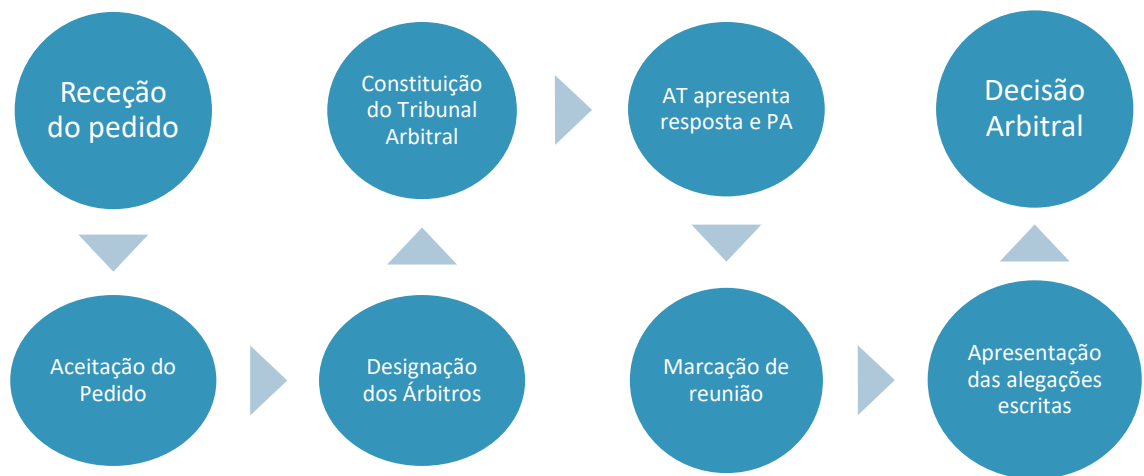 Receção
do pedido
Aceitação do
Pedido
Designação
dos Árbitros
Constituição
do Tribunal
Arbitral
AT apresenta
resposta e PA
Marcação de
reunião
Apresentação
das alegações
escritas
Decisão
Arbitral